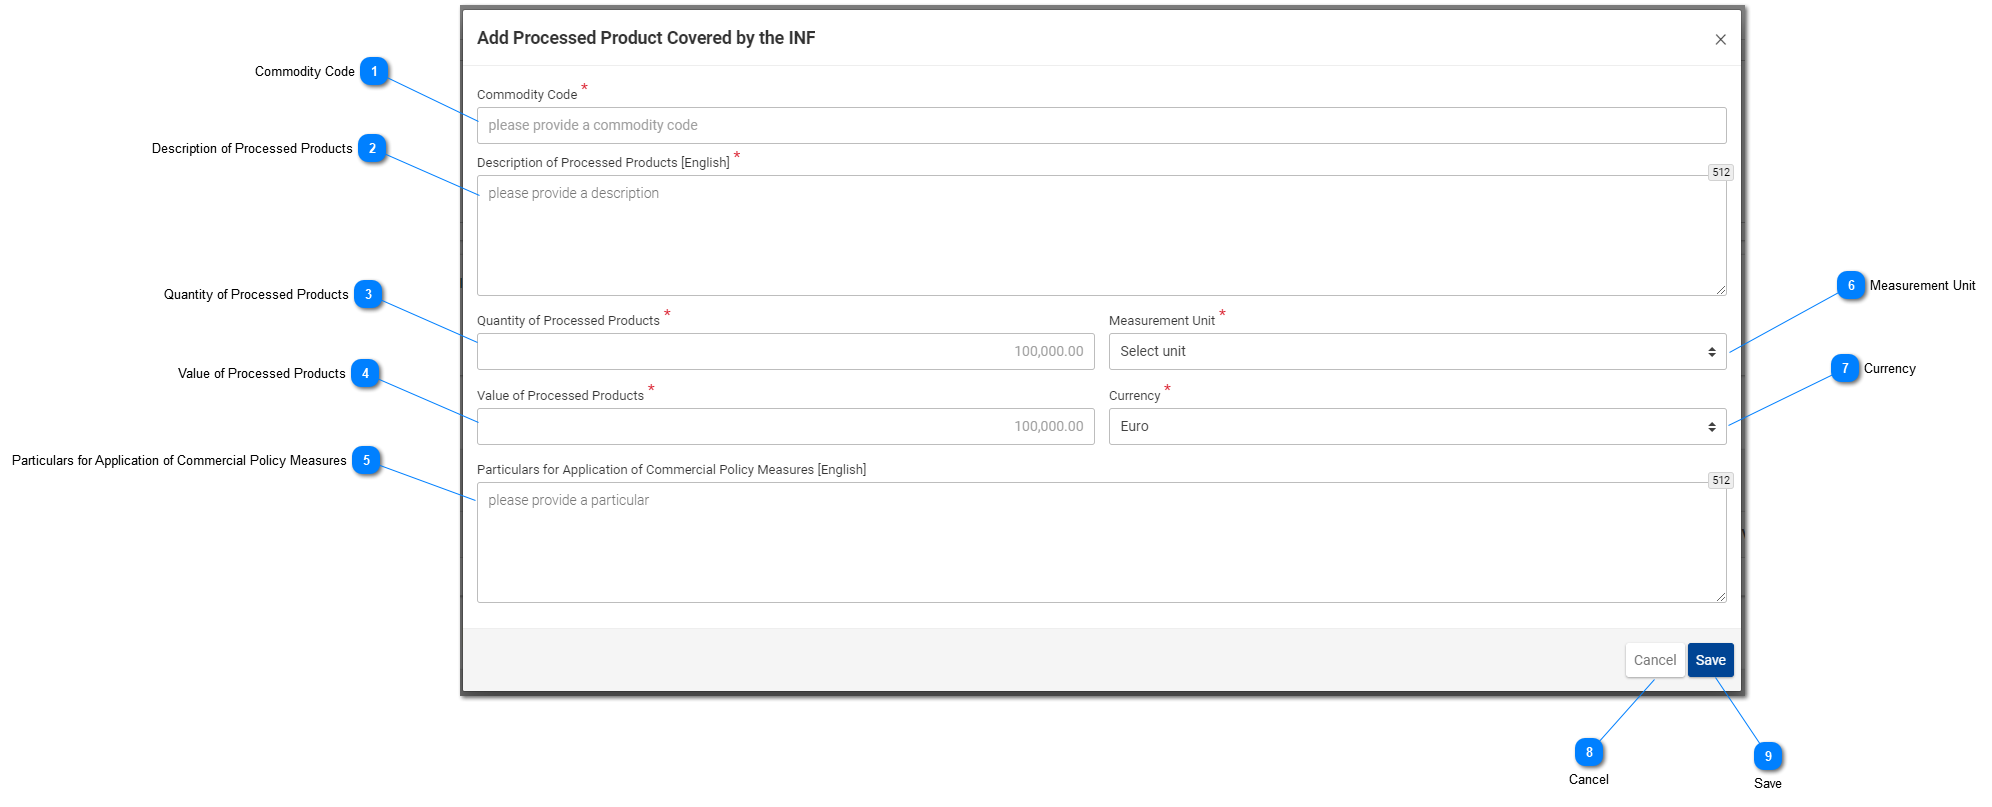 Add Processed Product Covered by the INF
Commodity Code 1
Commodity Code *
please provide a commodity code
Description of Processed Products 2
Description of Processed Products [English] *
512
please provide a description
Quantity of Processed Products 3
6 Measurement Unit
Quantity of Processed Products * Measurement Unit *
100,000.00 Select unit
Value of Processed Products 4
7 Currency
Value of Processed Products * Currency *
100,000.00 Euro
Particulars for Application of Commercial Policy Measures 5
Particulars for Application of Commercial Policy Measures [English]
512
please provide a particular
Cancel Save
8 9
Cancel Save